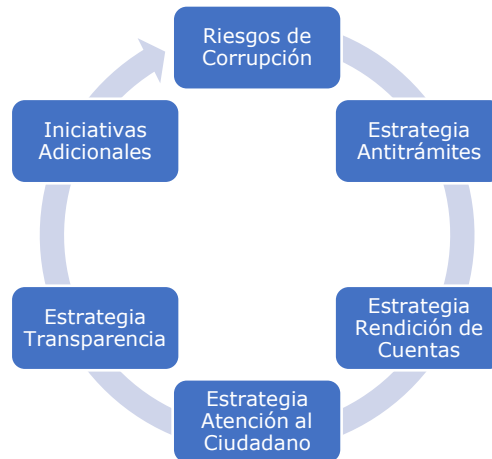 Riesgos de
Corrupción
Estrategia
Antitrámites
Estrategia
Rendición de
Cuentas
Estrategia
Atención al
Ciudadano
Estrategia
Transparencia
Iniciativas
Adicionales